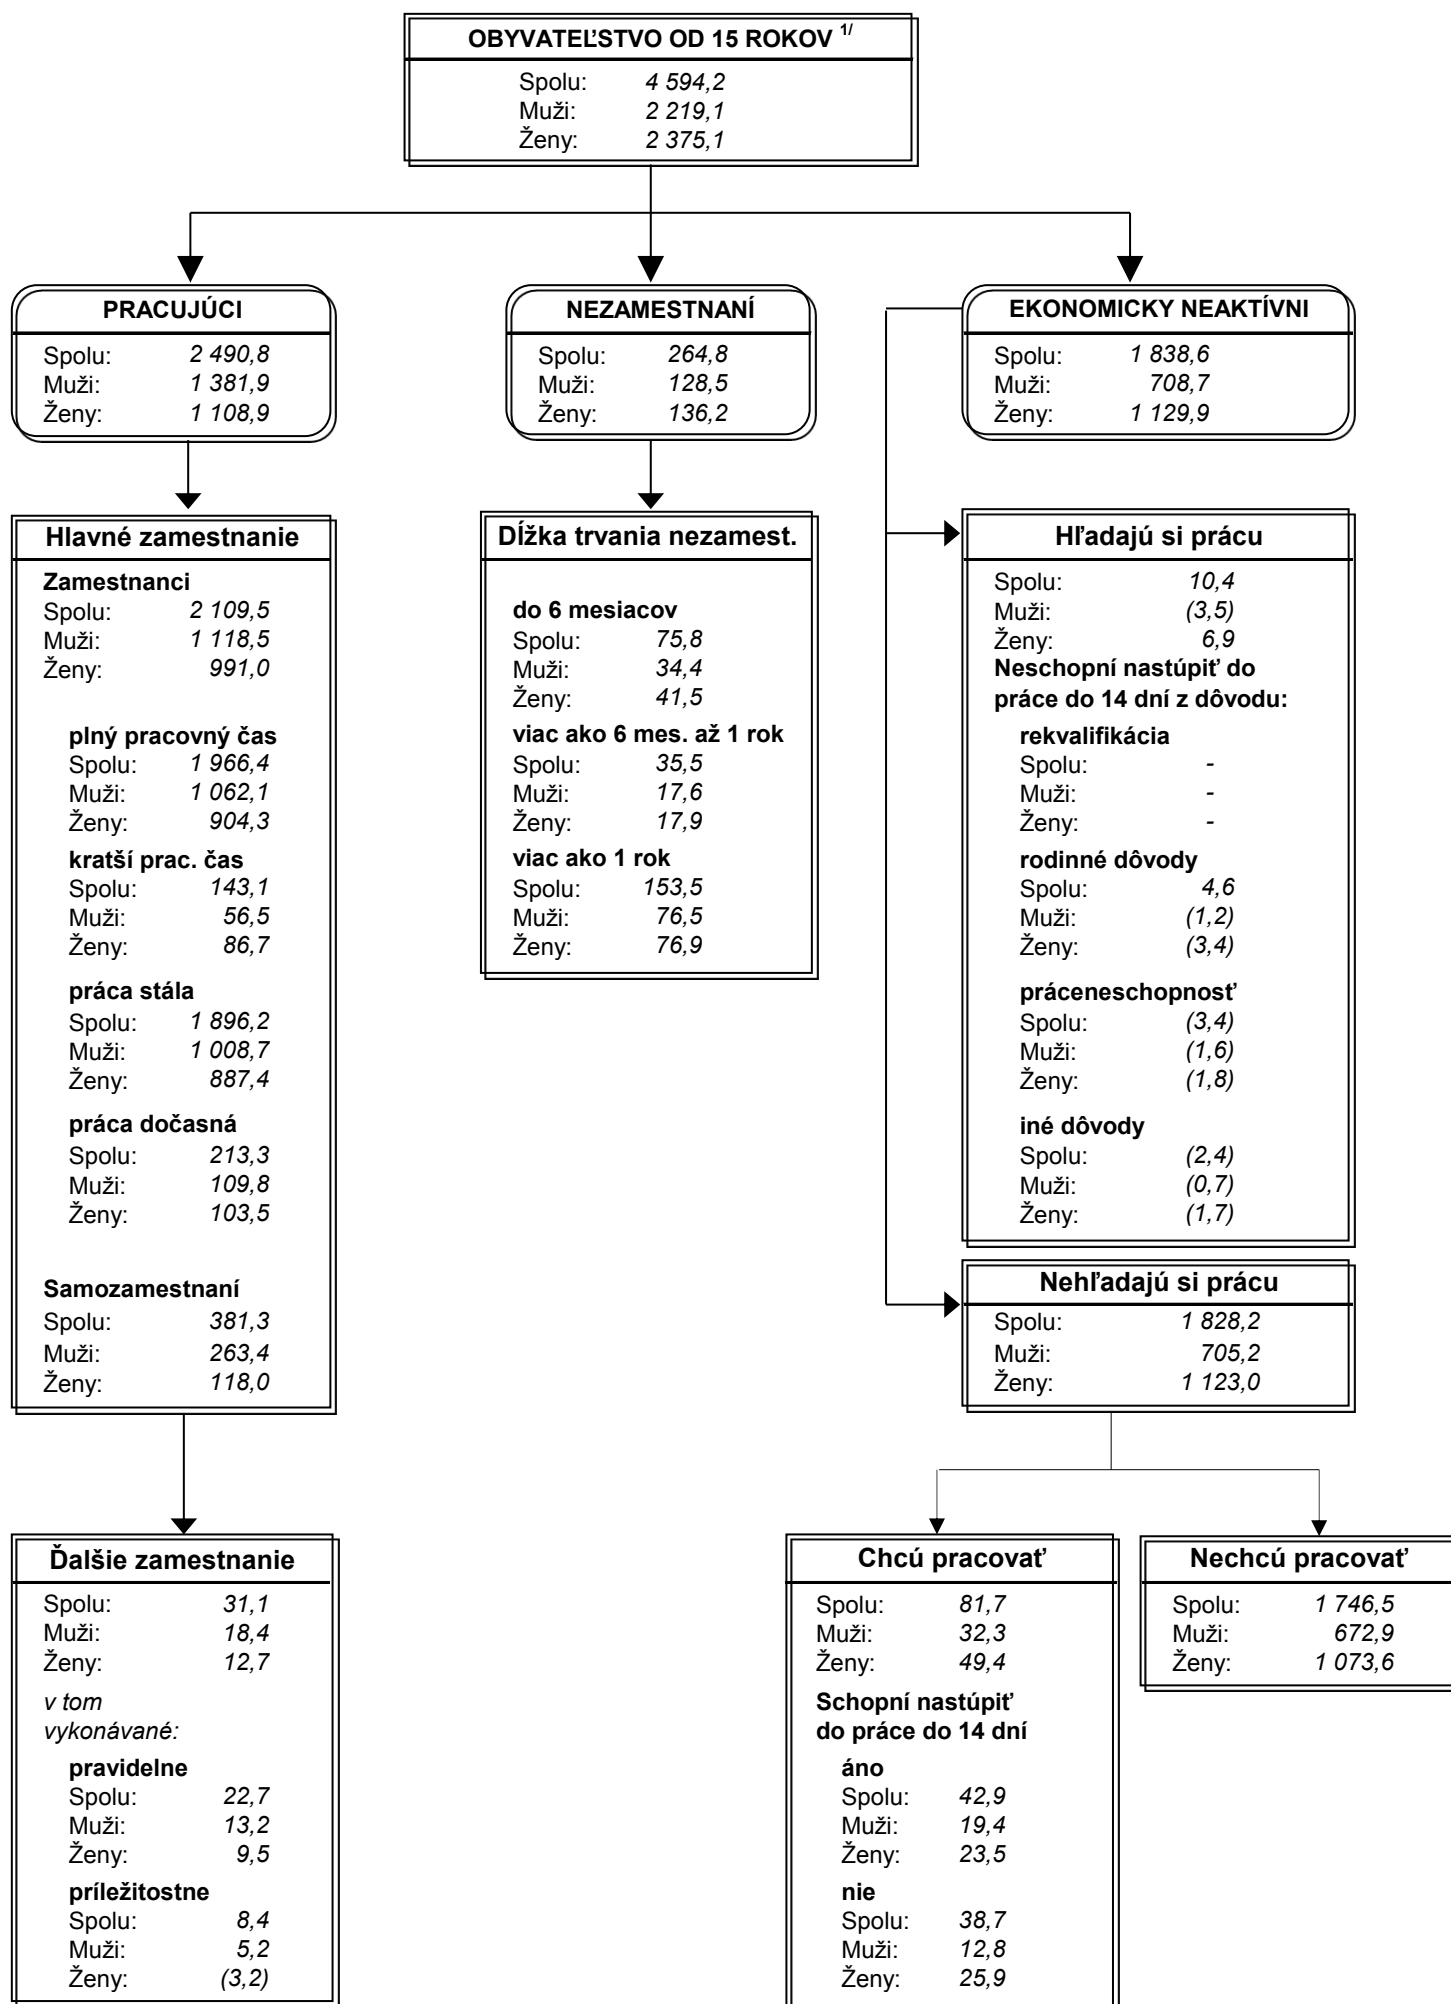 OBYVATEĽSTVO OD 15 ROKOV 1/
Spolu: 4 594,2
Muži: 2 219,1
Ženy: 2 375,1
PRACUJÚCI
Spolu: 2 490,8
Muži: 1 381,9
Ženy: 1 108,9
NEZAMESTNANÍ
Spolu: 264,8
Muži: 128,5
Ženy: 136,2
EKONOMICKY NEAKTÍVNI
Spolu: 1 838,6
Muži: 708,7
Ženy: 1 129,9
Hlavné zamestnanie
Zamestnanci
Spolu: 2 109,5
Muži: 1 118,5
Ženy: 991,0
plný pracovný čas
Spolu: 1 966,4
Muži: 1 062,1
Ženy: 904,3
kratší prac. čas
Spolu: 143,1
Muži: 56,5
Ženy: 86,7
práca stála
Spolu: 1 896,2
Muži: 1 008,7
Ženy: 887,4
práca dočasná
Spolu: 213,3
Muži: 109,8
Ženy: 103,5
Samozamestnaní
Spolu: 381,3
Muži: 263,4
Ženy: 118,0
Dĺžka trvania nezamest.
do 6 mesiacov
Spolu: 75,8
Muži: 34,4
Ženy: 41,5
viac ako 6 mes. až 1 rok
Spolu: 35,5
Muži: 17,6
Ženy: 17,9
viac ako 1 rok
Spolu: 153,5
Muži: 76,5
Ženy: 76,9
Hľadajú si prácu
Spolu: 10,4
Muži: (3,5)
Ženy: 6,9
Neschopní nastúpiť do
práce do 14 dní z dôvodu:
rekvalifikácia
Spolu: -
Muži: -
Ženy: -
rodinné dôvody
Spolu: 4,6
Muži: (1,2)
Ženy: (3,4)
práceneschopnosť
Spolu: (3,4)
Muži: (1,6)
Ženy: (1,8)
iné dôvody
Spolu: (2,4)
Muži: (0,7)
Ženy: (1,7)
Nehľadajú si prácu
Spolu: 1 828,2
Muži: 705,2
Ženy: 1 123,0
Ďalšie zamestnanie
Spolu: 31,1
Muži: 18,4
Ženy: 12,7
v tom
vykonávané:
pravidelne
Spolu: 22,7
Muži: 13,2
Ženy: 9,5
príležitostne
Spolu: 8,4
Muži: 5,2
Ženy: (3,2)
Chcú pracovať
Spolu: 81,7
Muži: 32,3
Ženy: 49,4
Schopní nastúpiť
do práce do 14 dní
áno
Spolu: 42,9
Muži: 19,4
Ženy: 23,5
nie
Spolu: 38,7
Muži: 12,8
Ženy: 25,9
Nechcú pracovať
Spolu: 1 746,5
Muži: 672,9
Ženy: 1 073,6